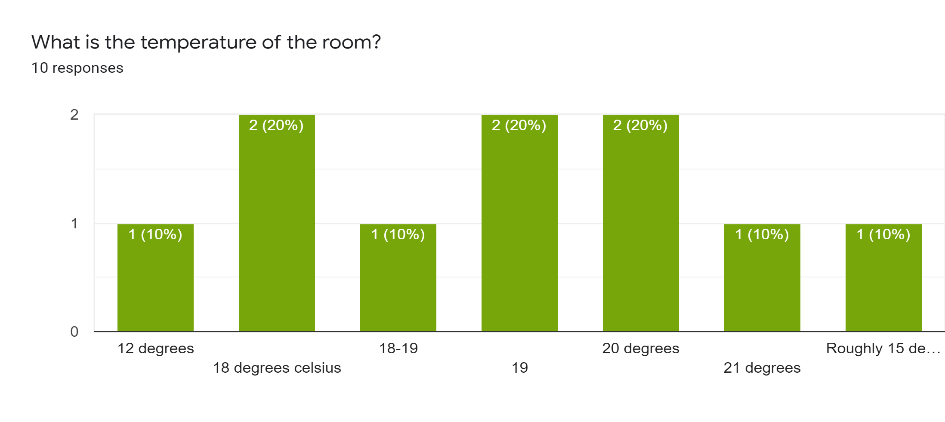 What is the temperature of the room?
10 responses
2
1
0
1 (10%)
2 (20%)
1 (10%)
2 (20%)
2 (20%)
1 (10%)
1 (10%)
12 degrees
18 degrees celsius
18-19
19
20 degrees
21 degrees
Roughly 15 de…